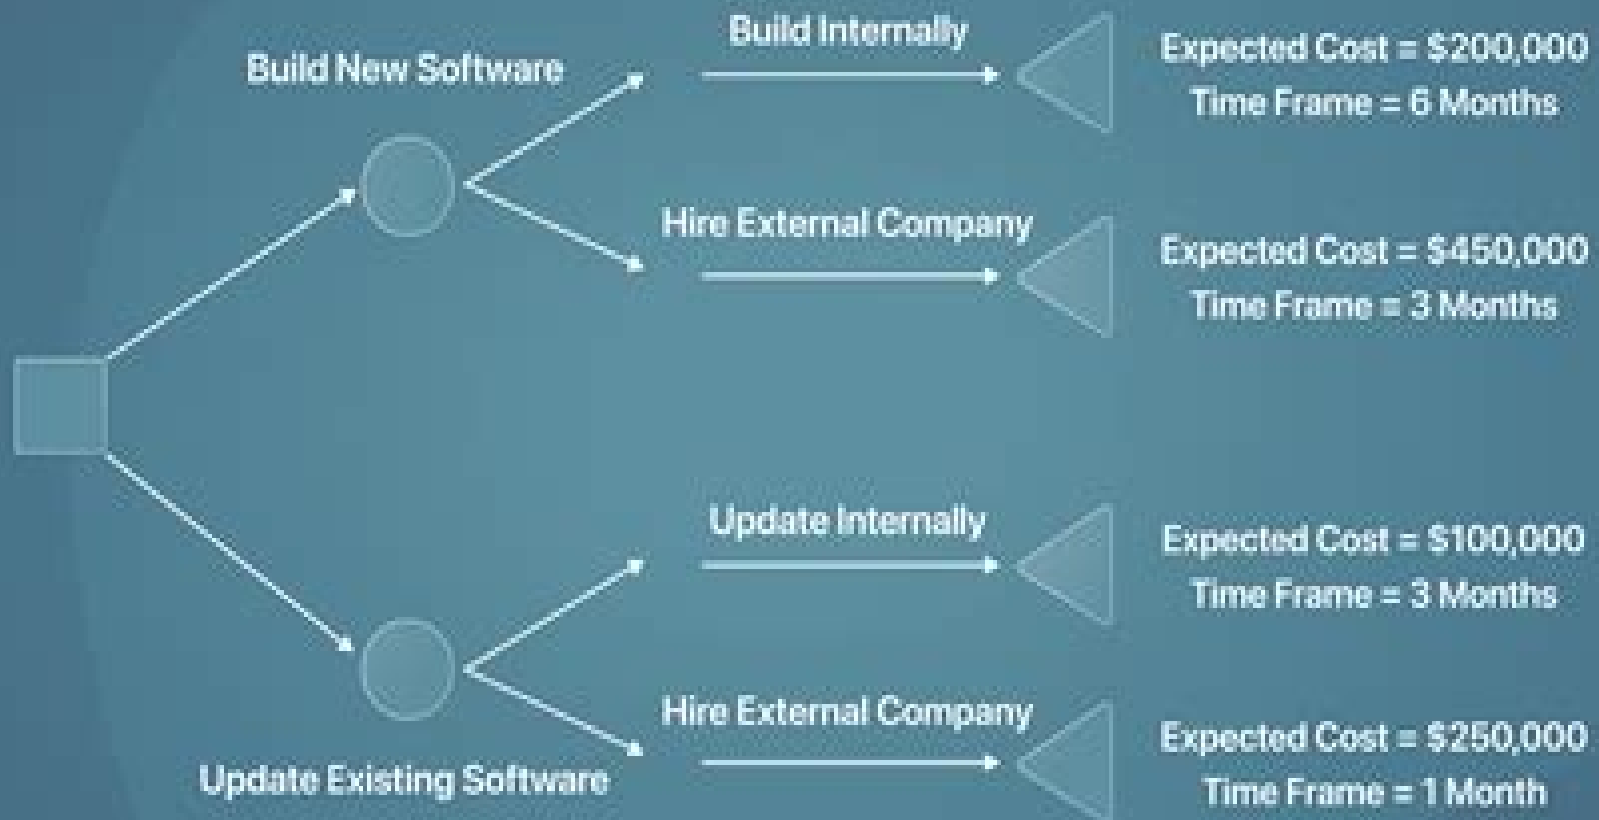 Build New Software
Build Internally
Expected Cost = $200,000
Time Frame = 6 Months
Hire External Company
Expected Cost = $450,000
Time Frame = 3 Months
Update Internally
Expected Cost = $100,000
Time Frame = 3 Months
Hire External Company
Expected Cost = $250,000
Time Frame = 1 Month
Update Existing Software